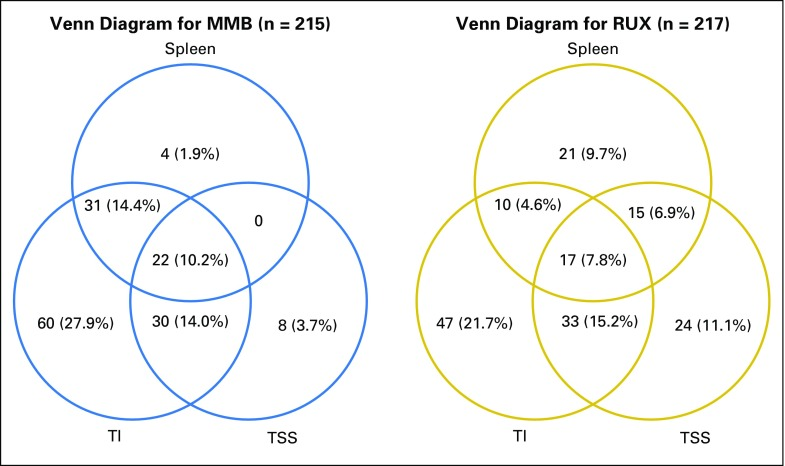 Venn Diagram for MMB (n = 215)
Spleen
4 (1.9%)
31 (14.4%)
0
22 (10.2%)
60 (27.9%)
30 (14.0%)
8 (3.7%)
TI
TSS
Venn Diagram for RUX (n = 217)
Spleen
21 (9.7%)
10 (4.6%)
15 (6.9%)
17 (7.8%)
47 (21.7%)
33 (15.2%)
24 (11.1%)
TI
TSS